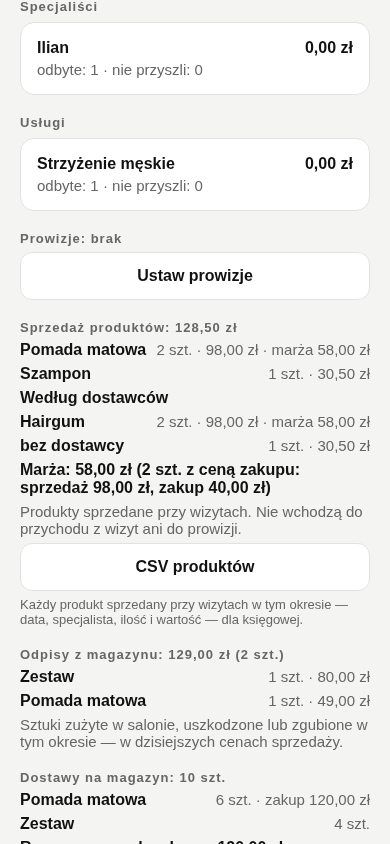 Specjaliści
Ilian 0,00 zł
odbyte: 1 · nie przyszli: 0
Usługi
Strzyżenie męskie 0,00 zł
odbyte: 1 · nie przyszli: 0
Prowizje: brak
Ustaw prowizje
Sprzedaż produktów: 128,50 zł
Pomada matowa 2 szt. · 98,00 zł · marża 58,00 zł
Szampon 1 szt. · 30,50 zł
Według dostawców
Hairgum 2 szt. · 98,00 zł · marża 58,00 zł
bez dostawcy 1 szt. · 30,50 zł
Marża: 58,00 zł (2 szt. z ceną zakupu:
sprzedaż 98,00 zł, zakup 40,00 zł)
Produkty sprzedane przy wizytach. Nie wchodzą do
przychodu z wizyt ani do prowizji.
CSV produktów
Każdy produkt sprzedany przy wizytach w tym okresie —
data, specjalista, ilość i wartość — dla księgowej.
Odpisy z magazynu: 129,00 zł (2 szt.)
Zestaw 1 szt. · 80,00 zł
Pomada matowa 1 szt. · 49,00 zł
Sztuki zużyte w salonie, uszkodzone lub zgubione w
tym okresie — w dzisiejszych cenach sprzedaży.
Dostawy na magazyn: 10 szt.
Pomada matowa 6 szt. · zakup 120,00 zł
Zestaw 4 szt.